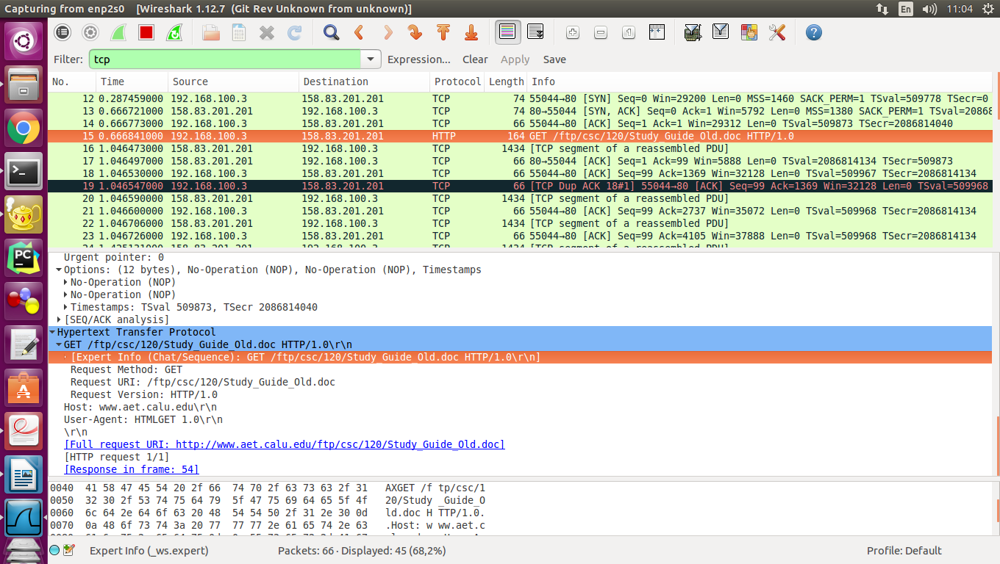 Capturing from enp2s0 [Wireshark 1.12.7 (Git Rev Unknown from unknown)] En 11:04
Filter: tcp Expression... Clear Apply Save
No. Time Source Destination Protocol Length Info
12 0.287459000 192.168.100.3 158.83.201.201 TCP 74 55044→80 [SYN] Seq=0 Win=29200 Len=0 MSS=1460 SACK_PERM=1 TSval=509778 TSecr=0
13 0.666721000 158.83.201.201 192.168.100.3 TCP 74 80→55044 [SYN, ACK] Seq=0 Ack=1 Win=5792 Len=0 MSS=1380 SACK_PERM=1 TSval=20868
14 0.666773000 192.168.100.3 158.83.201.201 TCP 66 55044→80 [ACK] Seq=1 Ack=1 Win=29312 Len=0 TSval=509873 TSecr=2086814040
15 0.666841000 192.168.100.3 158.83.201.201 HTTP 164 GET /ftp/csc/120/Study_Guide_Old.doc HTTP/1.0
16 1.046473000 158.83.201.201 192.168.100.3 TCP 1434 [TCP segment of a reassembled PDU]
17 1.046497000 158.83.201.201 192.168.100.3 TCP 66 80→55044 [ACK] Seq=1 Ack=99 Win=5888 Len=0 TSval=2086814134 TSecr=509873
18 1.046530000 192.168.100.3 158.83.201.201 TCP 66 55044→80 [ACK] Seq=99 Ack=1369 Win=32128 Len=0 TSval=509967 TSecr=2086814134
19 1.046547000 192.168.100.3 158.83.201.201 TCP 66 [TCP Dup ACK 18#1] 55044→80 [ACK] Seq=99 Ack=1369 Win=32128 Len=0 TSval=509968
20 1.046590000 158.83.201.201 192.168.100.3 TCP 1434 [TCP segment of a reassembled PDU]
21 1.046600000 192.168.100.3 158.83.201.201 TCP 66 55044→80 [ACK] Seq=99 Ack=2737 Win=35072 Len=0 TSval=509968 TSecr=2086814134
22 1.046706000 158.83.201.201 192.168.100.3 TCP 1434 [TCP segment of a reassembled PDU]
23 1.046726000 192.168.100.3 158.83.201.201 TCP 66 55044→80 [ACK] Seq=99 Ack=4105 Win=37888 Len=0 TSval=509968 TSecr=2086814134
Urgent pointer: 0
Options: (12 bytes), No-Operation (NOP), No-Operation (NOP), Timestamps
No-Operation (NOP)
No-Operation (NOP)
Timestamps: TSval 509873, TSecr 2086814040
[SEQ/ACK analysis]
Hypertext Transfer Protocol
GET /ftp/csc/120/Study_Guide_Old.doc HTTP/1.0\r\n
[Expert Info (Chat/Sequence): GET /ftp/csc/120/Study_Guide_Old.doc HTTP/1.0\r\n]
Request Method: GET
Request URI: /ftp/csc/120/Study_Guide_Old.doc
Request Version: HTTP/1.0
Host: www.aet.calu.edu\r\n
User-Agent: HTMLGET 1.0\r\n
\r\n
[Full request URI: http://www.aet.calu.edu/ftp/csc/120/Study_Guide_Old.doc]
[HTTP request 1/1]
[Response in frame: 54]
0040 41 58 47 45 54 20 2f 66 74 70 2f 63 73 63 2f 31 AXGET /f tp/csc/1
0050 32 30 2f 53 74 75 64 79 5f 47 75 69 64 65 5f 4f 20/Study _Guide_O
0060 6c 64 2e 64 6f 63 20 48 54 54 50 2f 31 2e 30 0d ld.doc H TTP/1.0.
0070 0a 48 6f 73 74 3a 20 77 77 77 2e 61 65 74 2e 63 .Host: w ww.aet.c
Expert Info (_ws.expert) Packets: 66 · Displayed: 45 (68,2%) Profile: Default